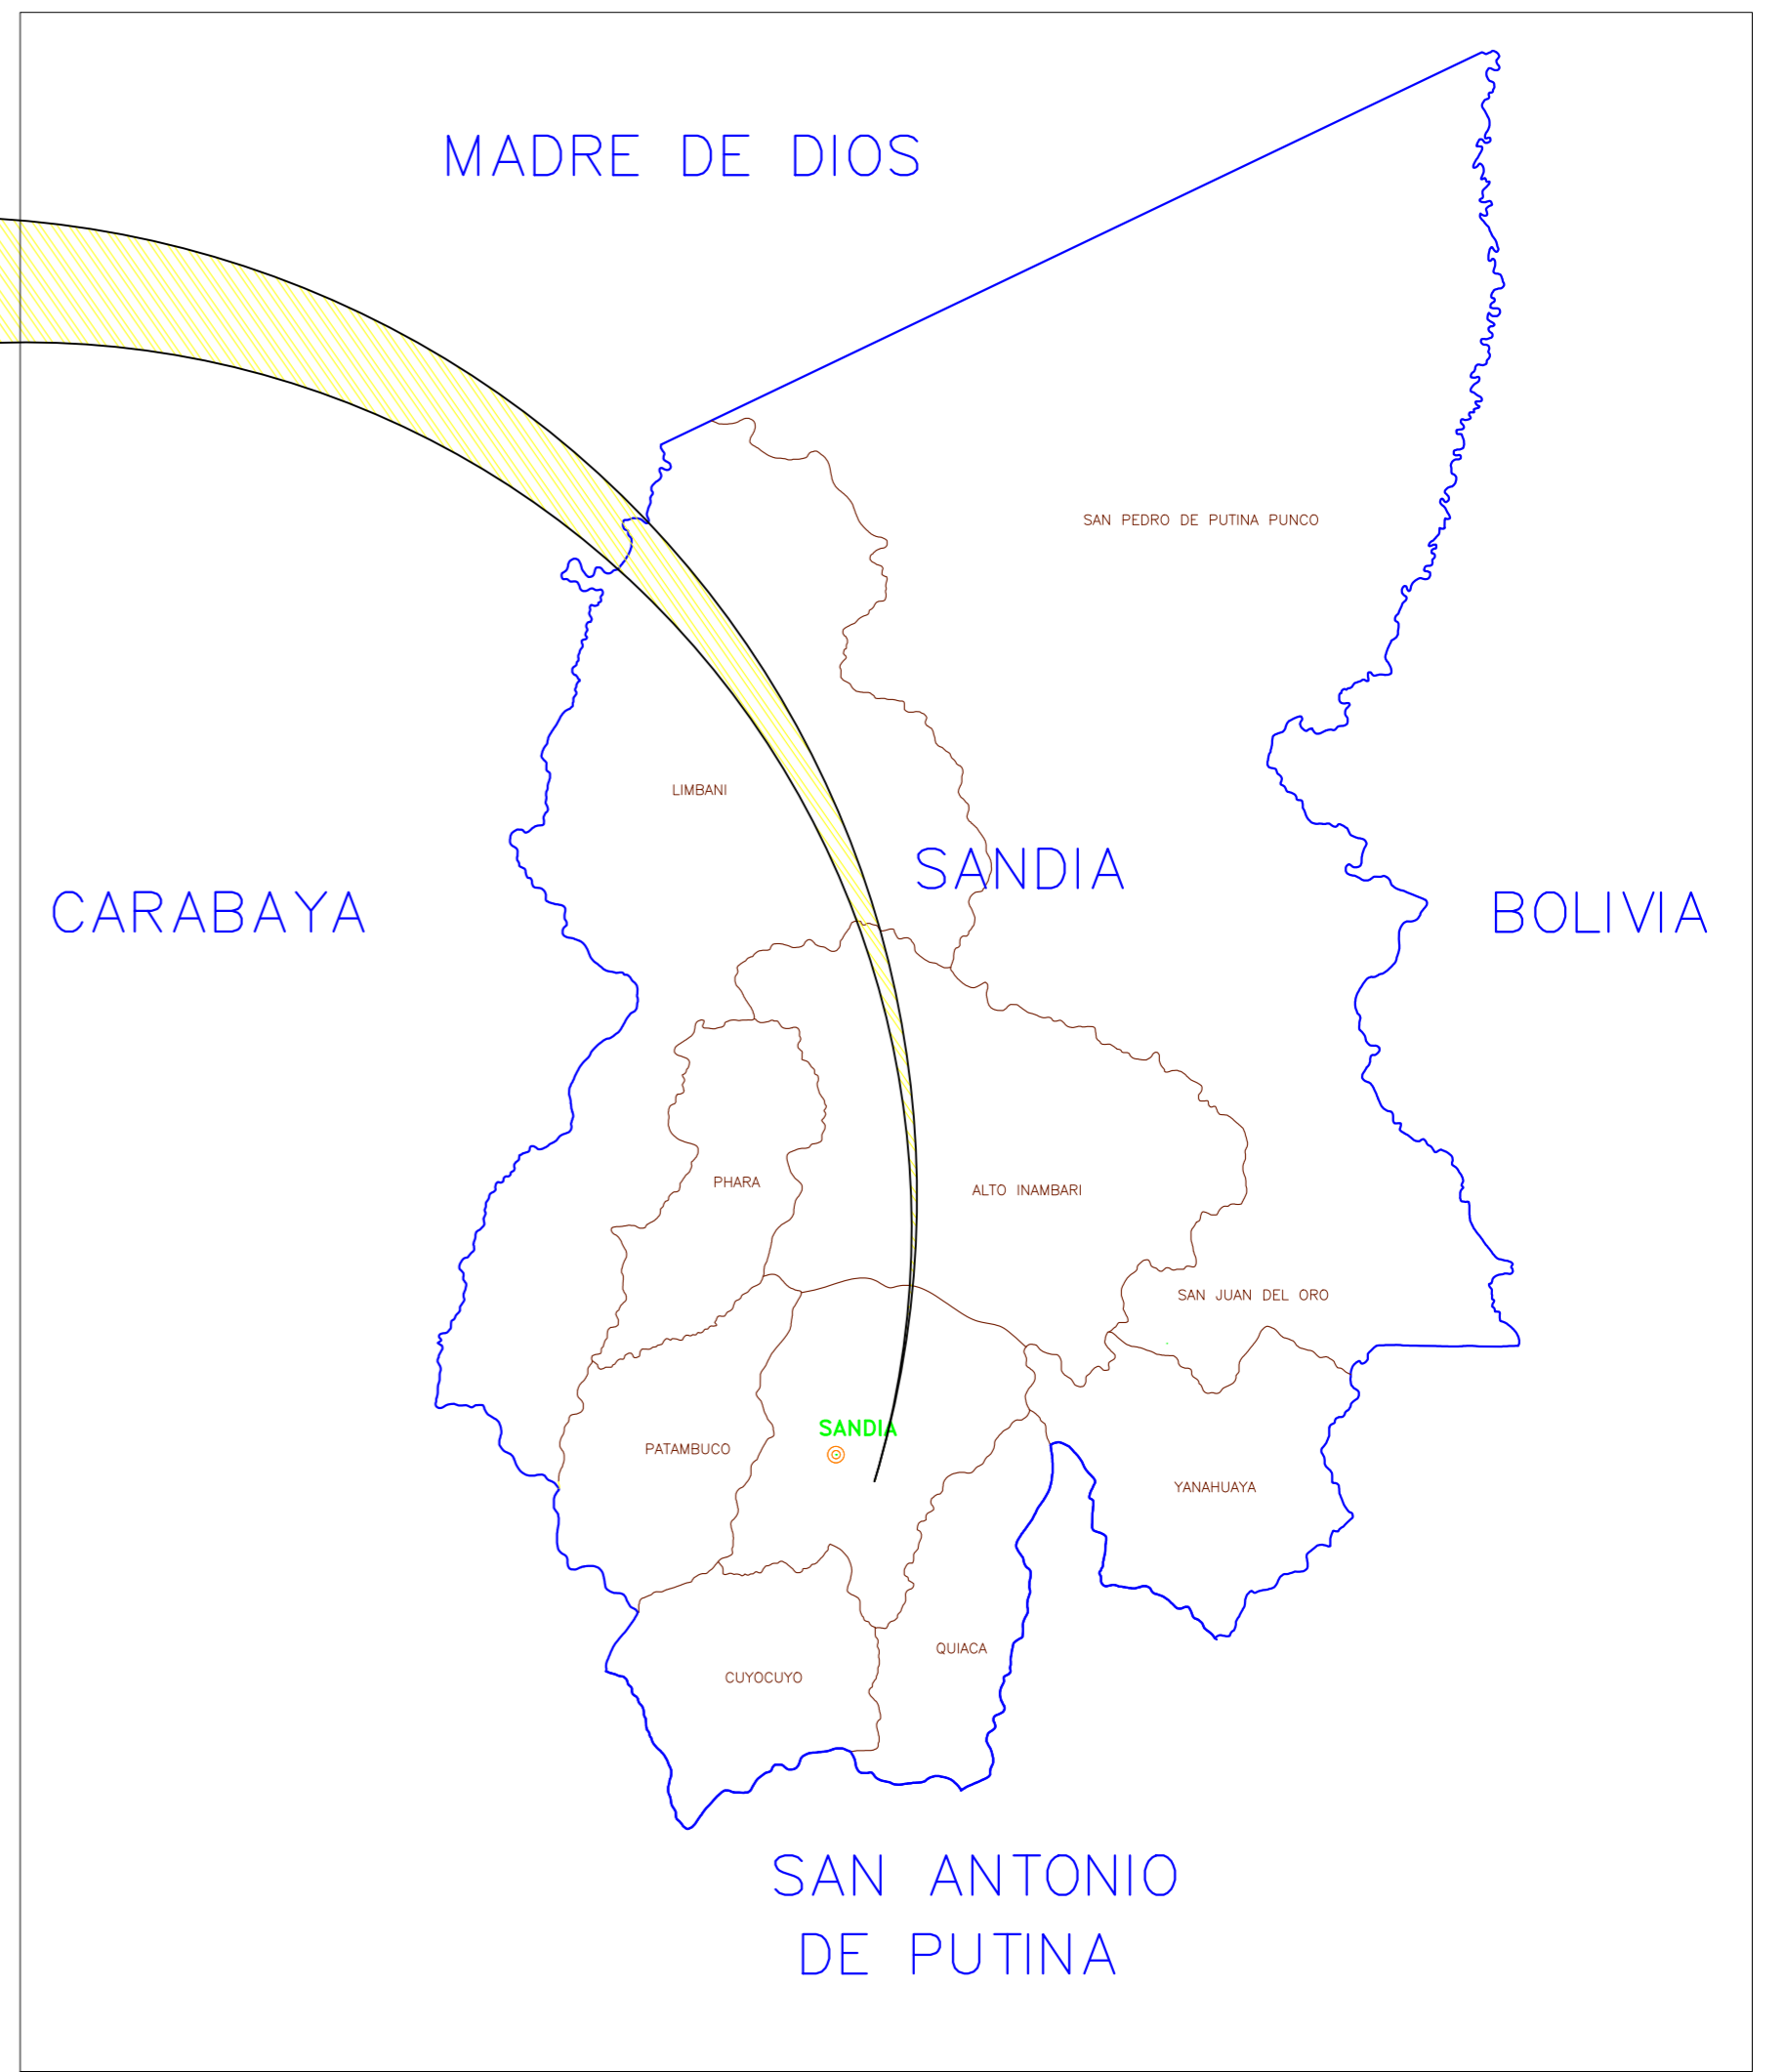 MADRE DE DIOS
SAN PEDRO DE PUTINA PUNCO
LIMBANI
SANDIA
CARABAYA
BOLIVIA
PHARA
ALTO INAMBARI
SAN JUAN DEL ORO
SANDIA
PATAMBUCO
YANAHUAYA
QUIACA
CUYOCUYO
SAN ANTONIO
DE PUTINA